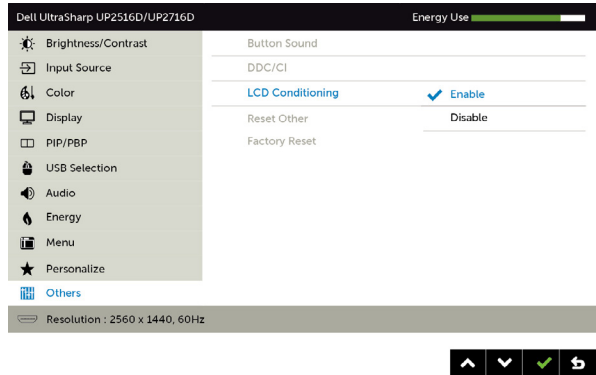 Dell UltraSharp UP2516D/UP2716D Energy Use
Brightness/Contrast Button Sound
Input Source DDC/CI
Color LCD Conditioning Enable
Display Reset Other Disable
PIP/PBP Factory Reset
USB Selection
Audio
Energy
Menu
Personalize
Others
Resolution : 2560 x 1440, 60Hz